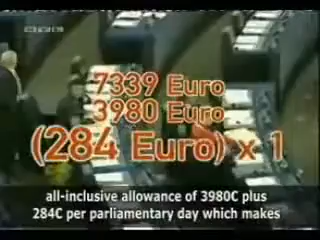 RTL
7339 Euro
3980 Euro
(284 Euro) x 1
all-inclusive allowance of 3980€ plus
284€ per parliamentary day which makes